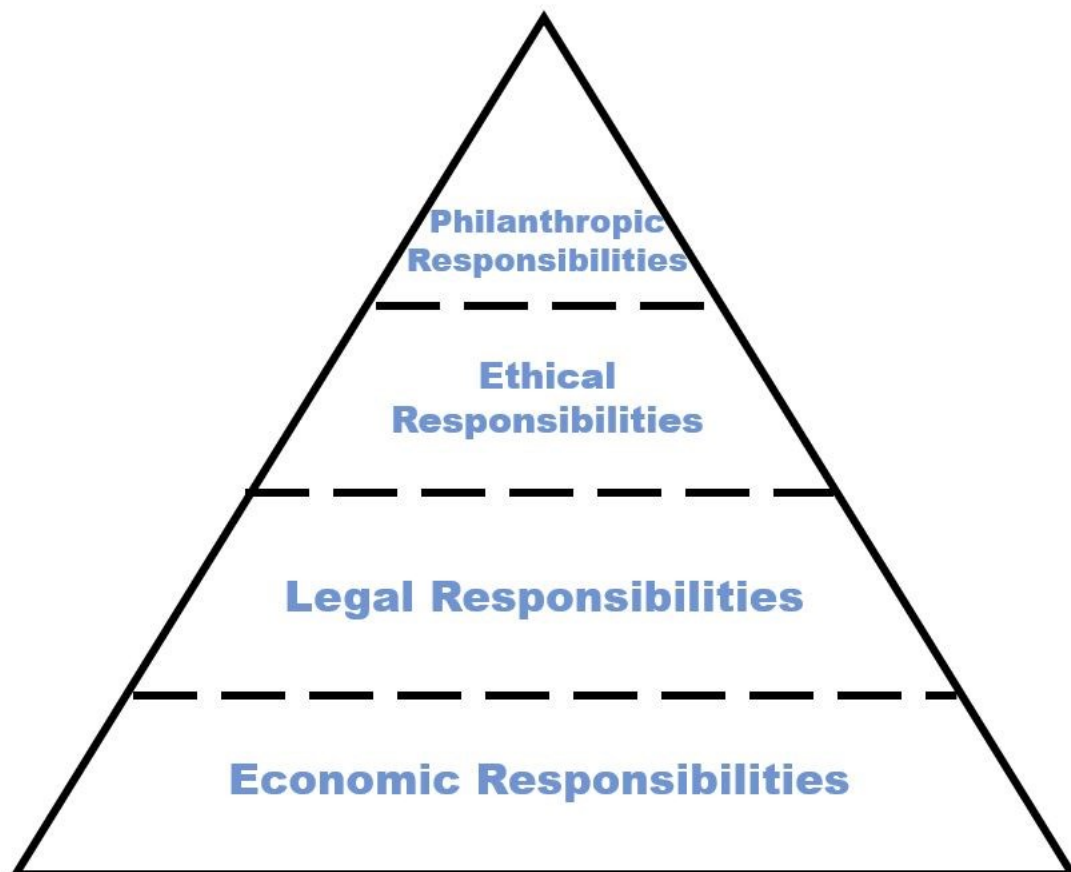 Philanthropic
Responsibilities
Ethical
Responsibilities
Legal Responsibilities
Economic Responsibilities